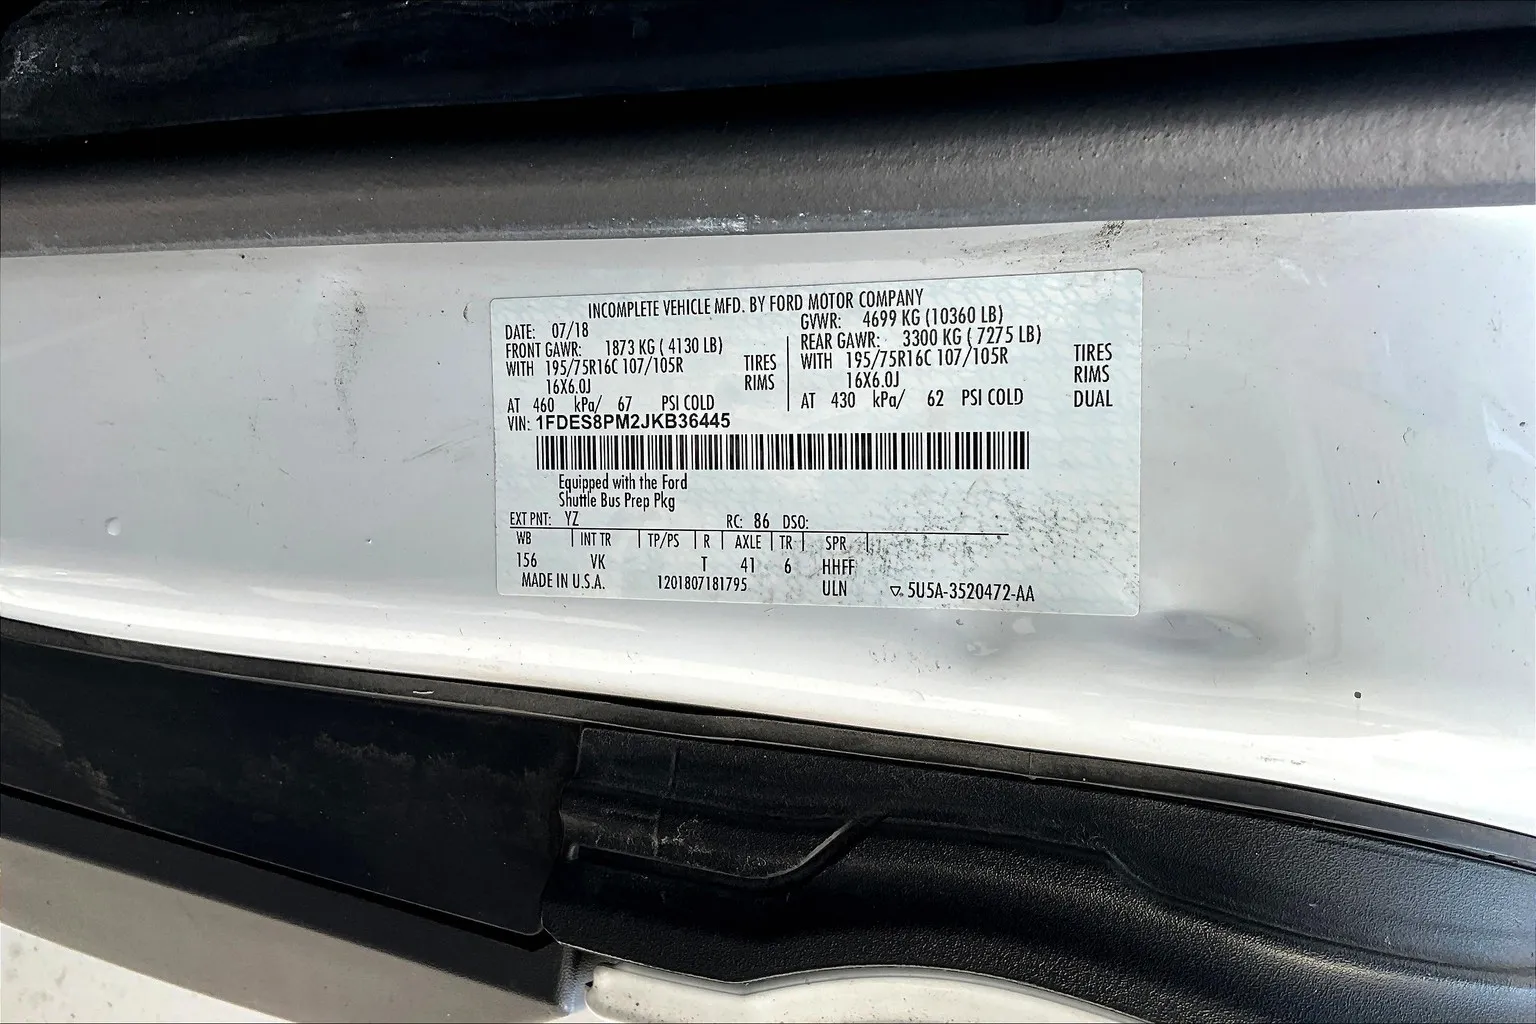 INCOMPLETE VEHICLE MFD. BY FORD MOTOR COMPANY
DATE: 07/18 GVWR: 4699 KG (10360 LB)
FRONT GAWR: 1873 KG ( 4130 LB) REAR GAWR: 3300 KG ( 7275 LB)
WITH 195/75R16C 107/105R TIRES WITH 195/75R16C 107/105R TIRES
16X6.0J RIMS 16X6.0J RIMS
AT 460 kPa/ 67 PSI COLD AT 430 kPa/ 62 PSI COLD DUAL
VIN: 1FDES8PM2JKB36445
Equipped with the Ford
Shuttle Bus Prep Pkg
EXT PNT: YZ RC: 86 DSO:
WB INT TR TP/PS R AXLE TR SPR
156 VK T 41 6 HHFF
MADE IN U.S.A. 1201807181795 ULN ▽ 5U5A-3520472-AA